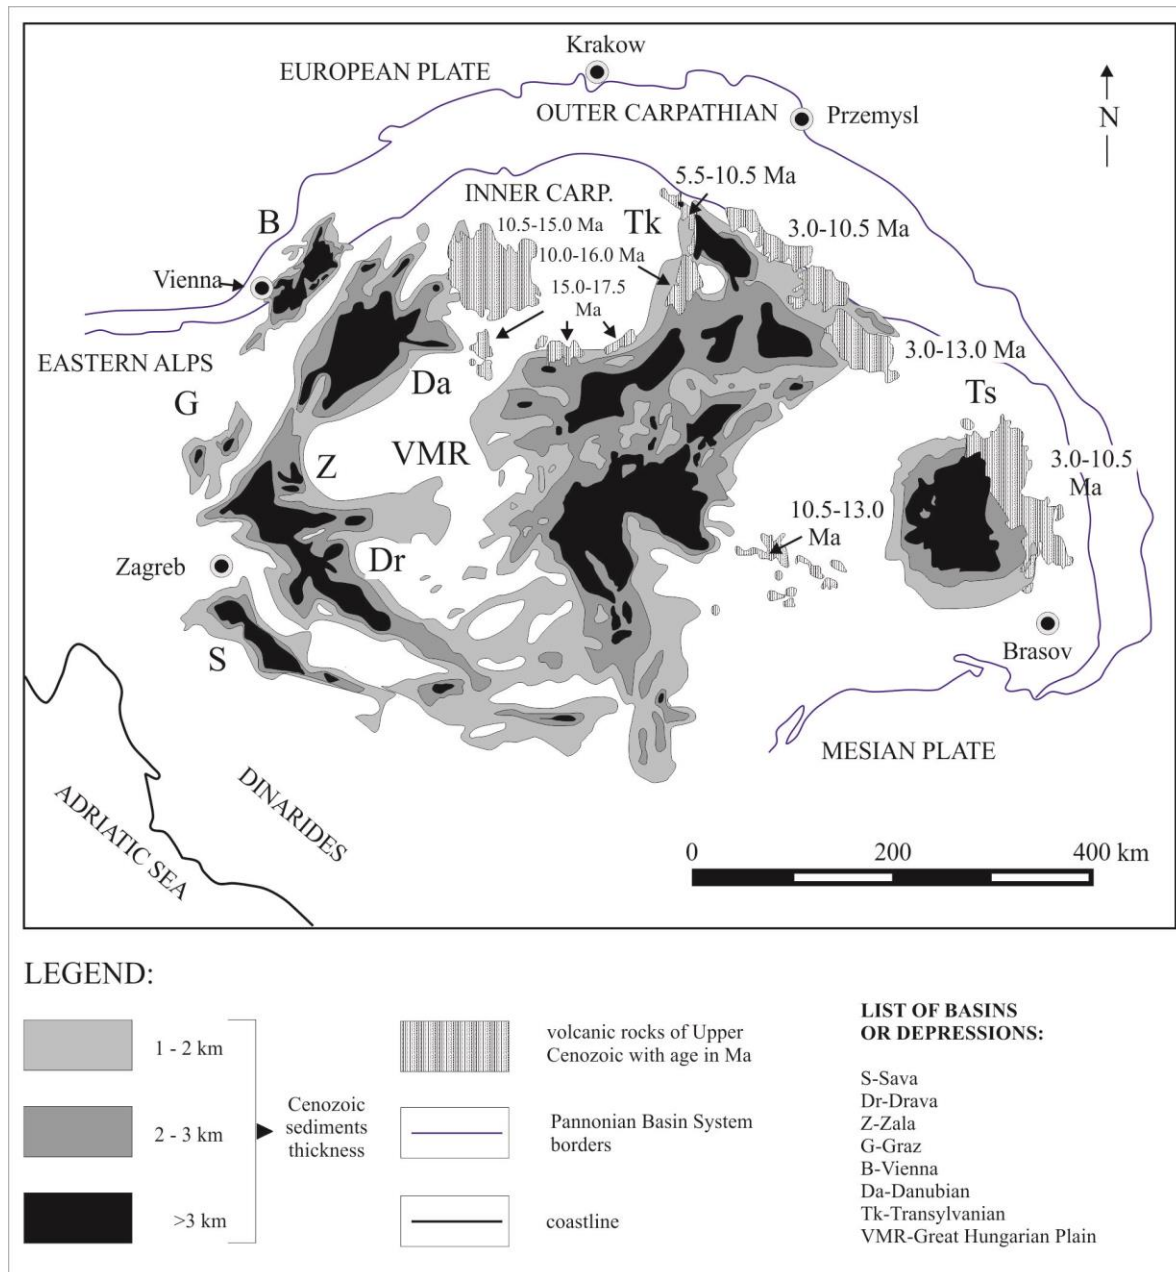 Krakow
EUROPEAN PLATE
OUTER CARPATHIAN
Przemysl
N
INNER CARP.
5.5-10.5 Ma
B
10.5-15.0 Ma
Tk
3.0-10.5 Ma
10.0-16.0 Ma
Vienna
15.0-17.5
Ma
EASTERN ALPS
3.0-13.0 Ma
Da
G
Ts
VMR
Z
3.0-10.5
Ma
10.5-13.0
Ma
Dr
Zagreb
S
Brasov
MESIAN PLATE
DINARIDES
ADRIATIC SEA
0
200
400 km
LEGEND:
1 - 2 km
2 - 3 km
>3 km
Cenozoic
sediments
thickness
volcanic rocks of Upper
Cenozoic with age in Ma
Pannonian Basin System
borders
coastline
LIST OF BASINS
OR DEPRESSIONS:
S-Sava
Dr-Drava
Z-Zala
G-Graz
B-Vienna
Da-Danubian
Tk-Transylvanian
VMR-Great Hungarian Plain